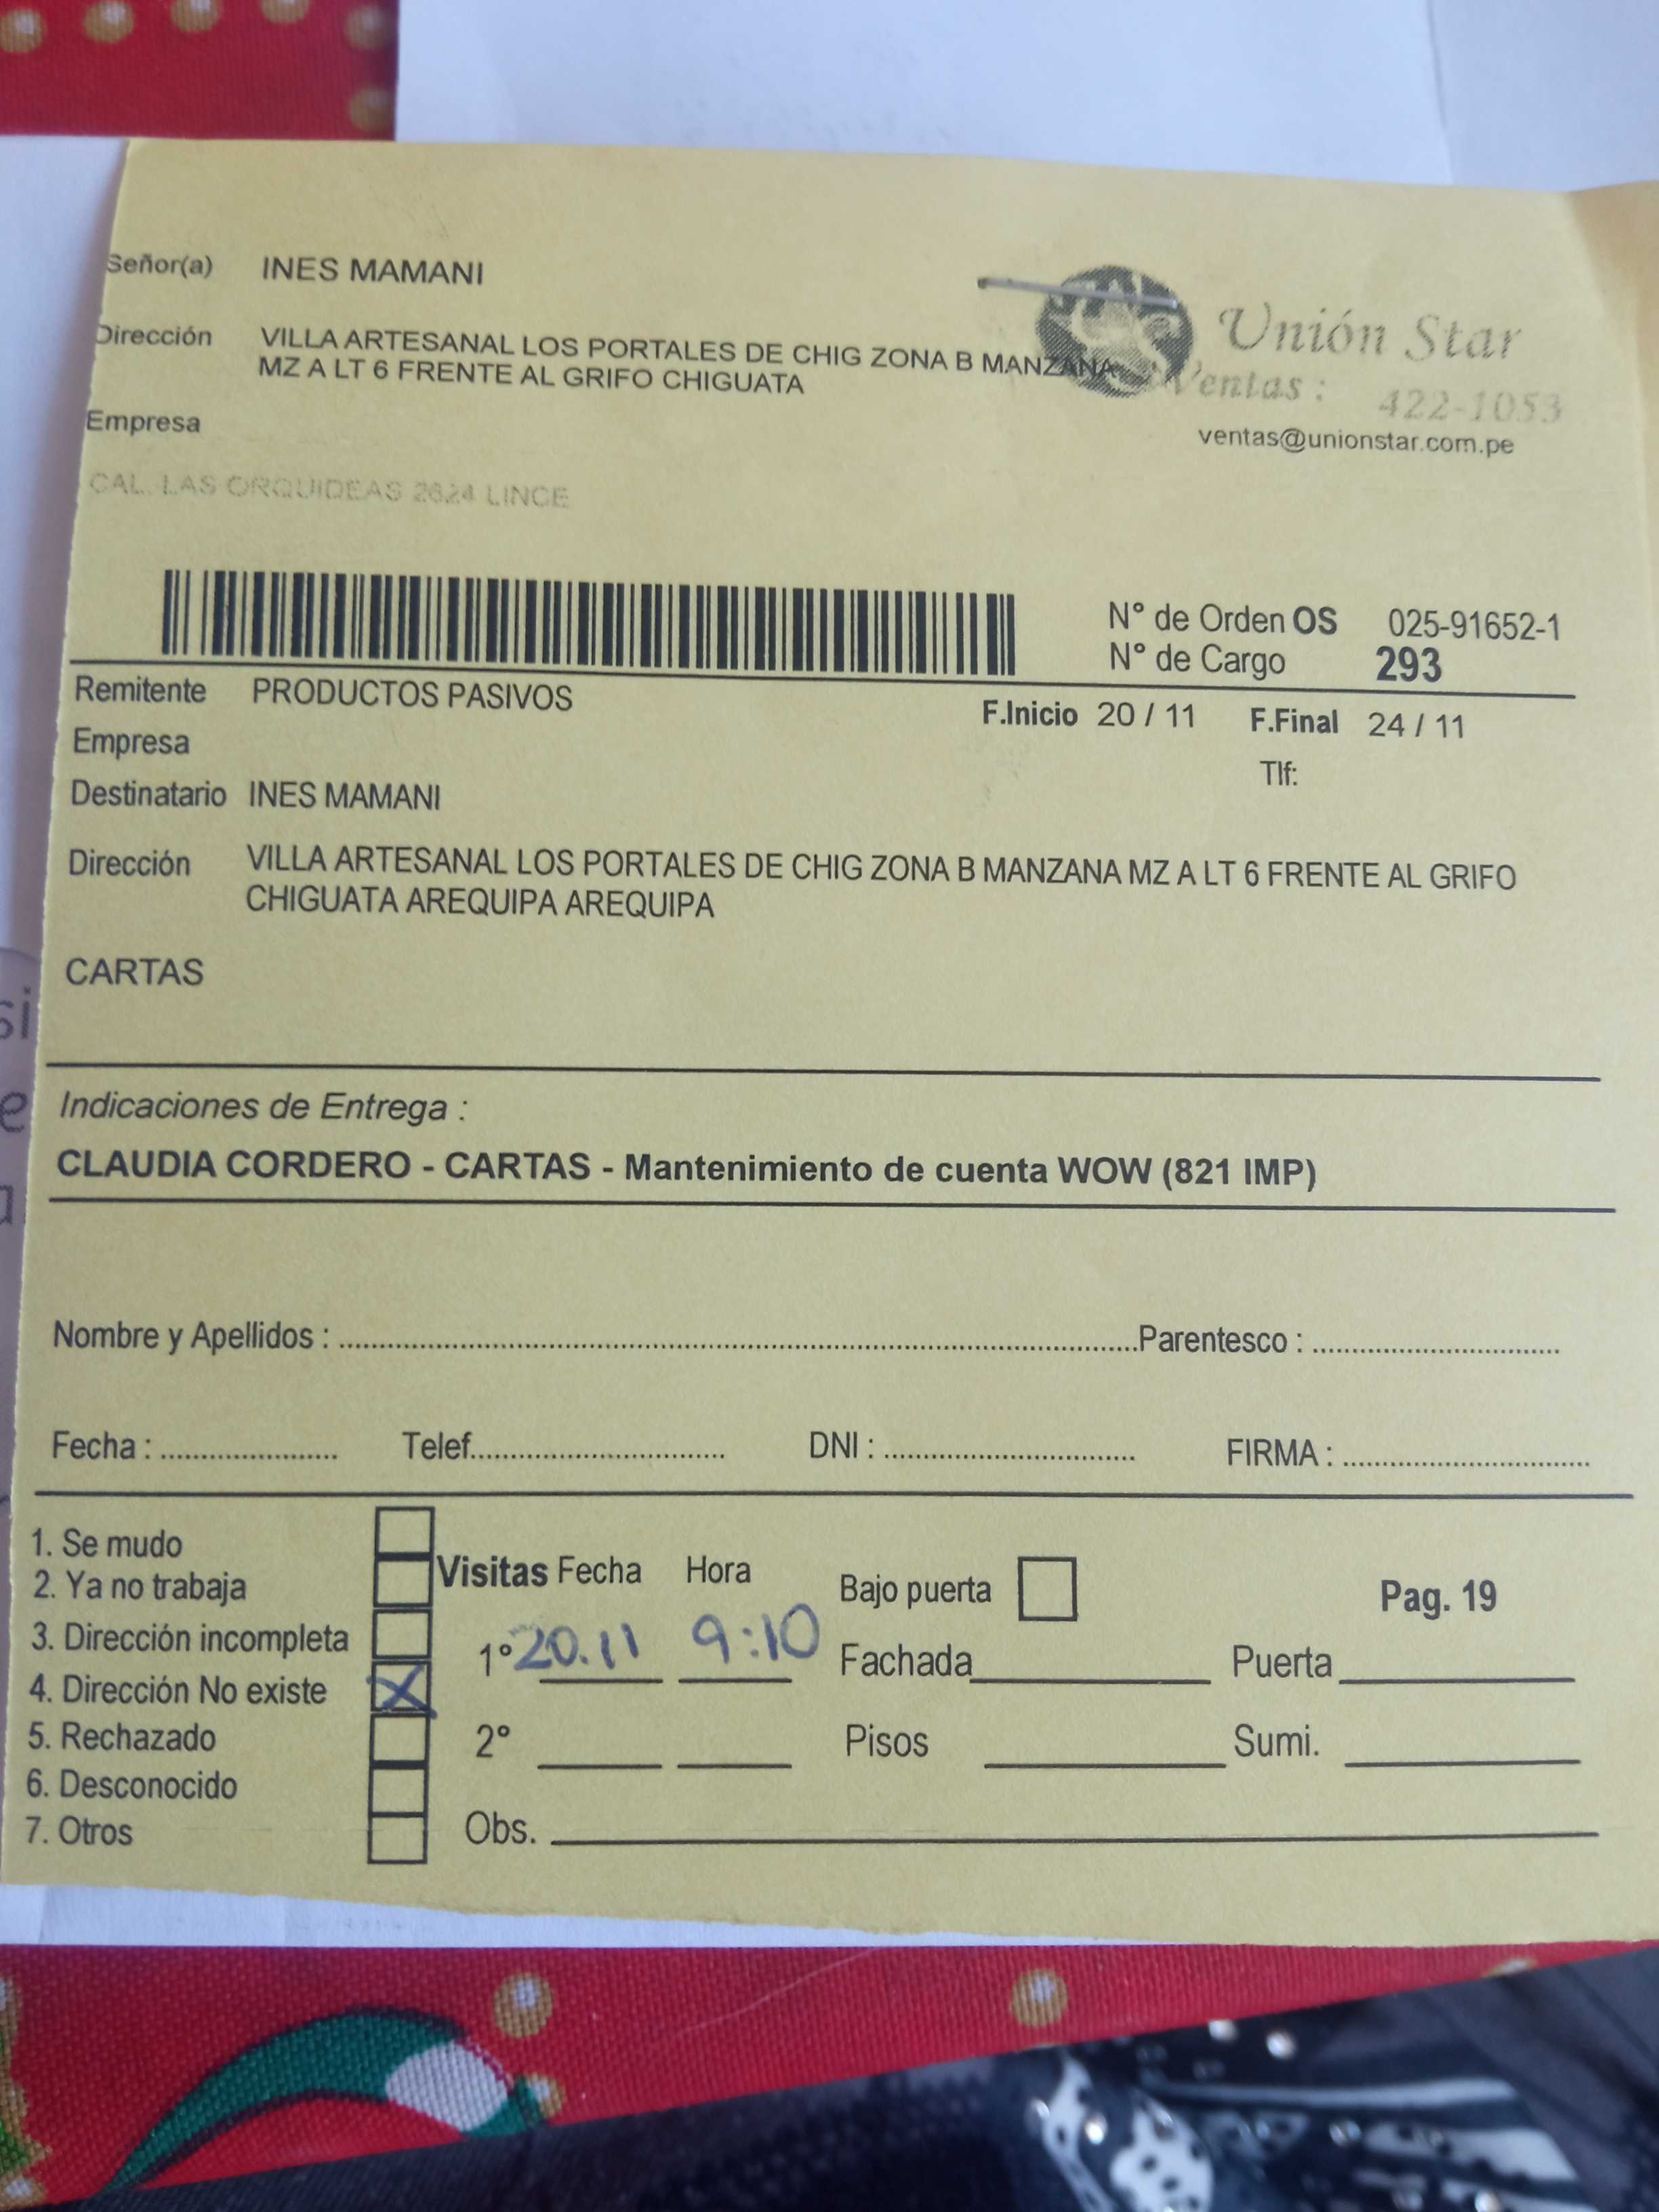 Señor(a) INES MAMANI
Dirección VILLA ARTESANAL LOS PORTALES DE CHIG ZONA B MANZANA
MZ A LT 6 FRENTE AL GRIFO CHIGUATA
Unión Star
Ventas : 422-1053
ventas@unionstar.com.pe
Empresa
CAL. LAS ORQUIDEAS 2624 LINCE
N° de Orden OS 025-91652-1
N° de Cargo 293
Remitente PRODUCTOS PASIVOS
F.Inicio 20 / 11 F.Final 24 / 11
Empresa
Tlf:
Destinatario INES MAMANI
Dirección VILLA ARTESANAL LOS PORTALES DE CHIG ZONA B MANZANA MZ A LT 6 FRENTE AL GRIFO
CHIGUATA AREQUIPA AREQUIPA
CARTAS
Indicaciones de Entrega :
CLAUDIA CORDERO - CARTAS - Mantenimiento de cuenta WOW (821 IMP)
Nombre y Apellidos : Parentesco :
Fecha : Telef. DNI : FIRMA :
1. Se mudo
2. Ya no trabaja
3. Dirección incompleta
4. Dirección No existe X
5. Rechazado
6. Desconocido
7. Otros
Visitas Fecha Hora
1° 20.11 9:10
2°
Obs.
Bajo puerta
Fachada Puerta
Pisos Sumi.
Pag. 19
si
e